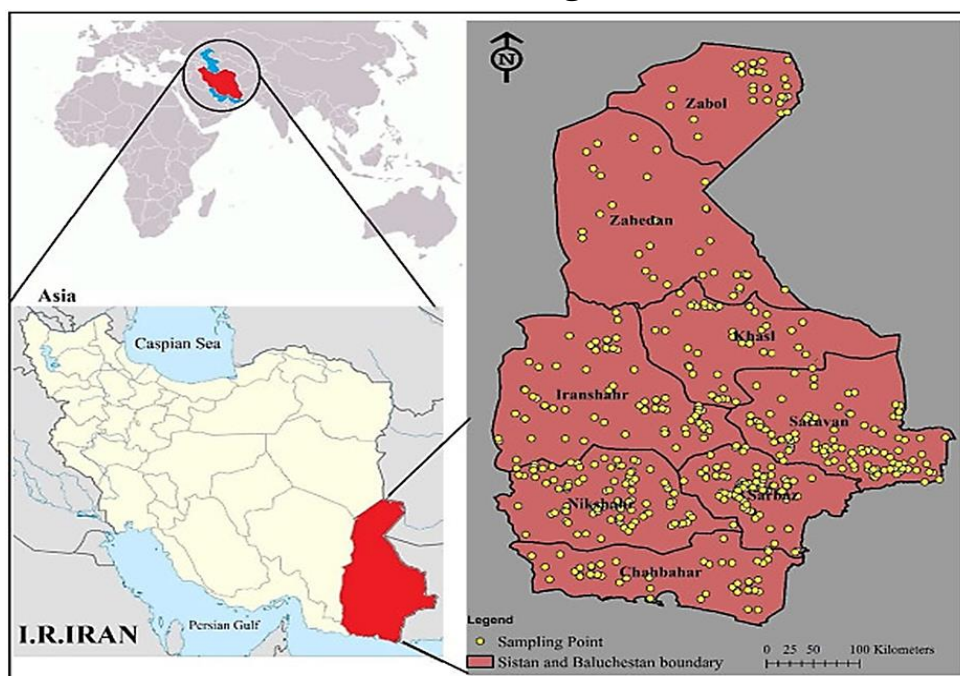 N
Zabol
Zahedan
Asia
Caspian Sea
Khash
Iranshahr
Saravan
Nikshahr
Sarbaz
Chahbahar
Persian Gulf
I.R.IRAN
Legend
Sampling Point
Sistan and Baluchestan boundary
0 25 50 100 Kilometers